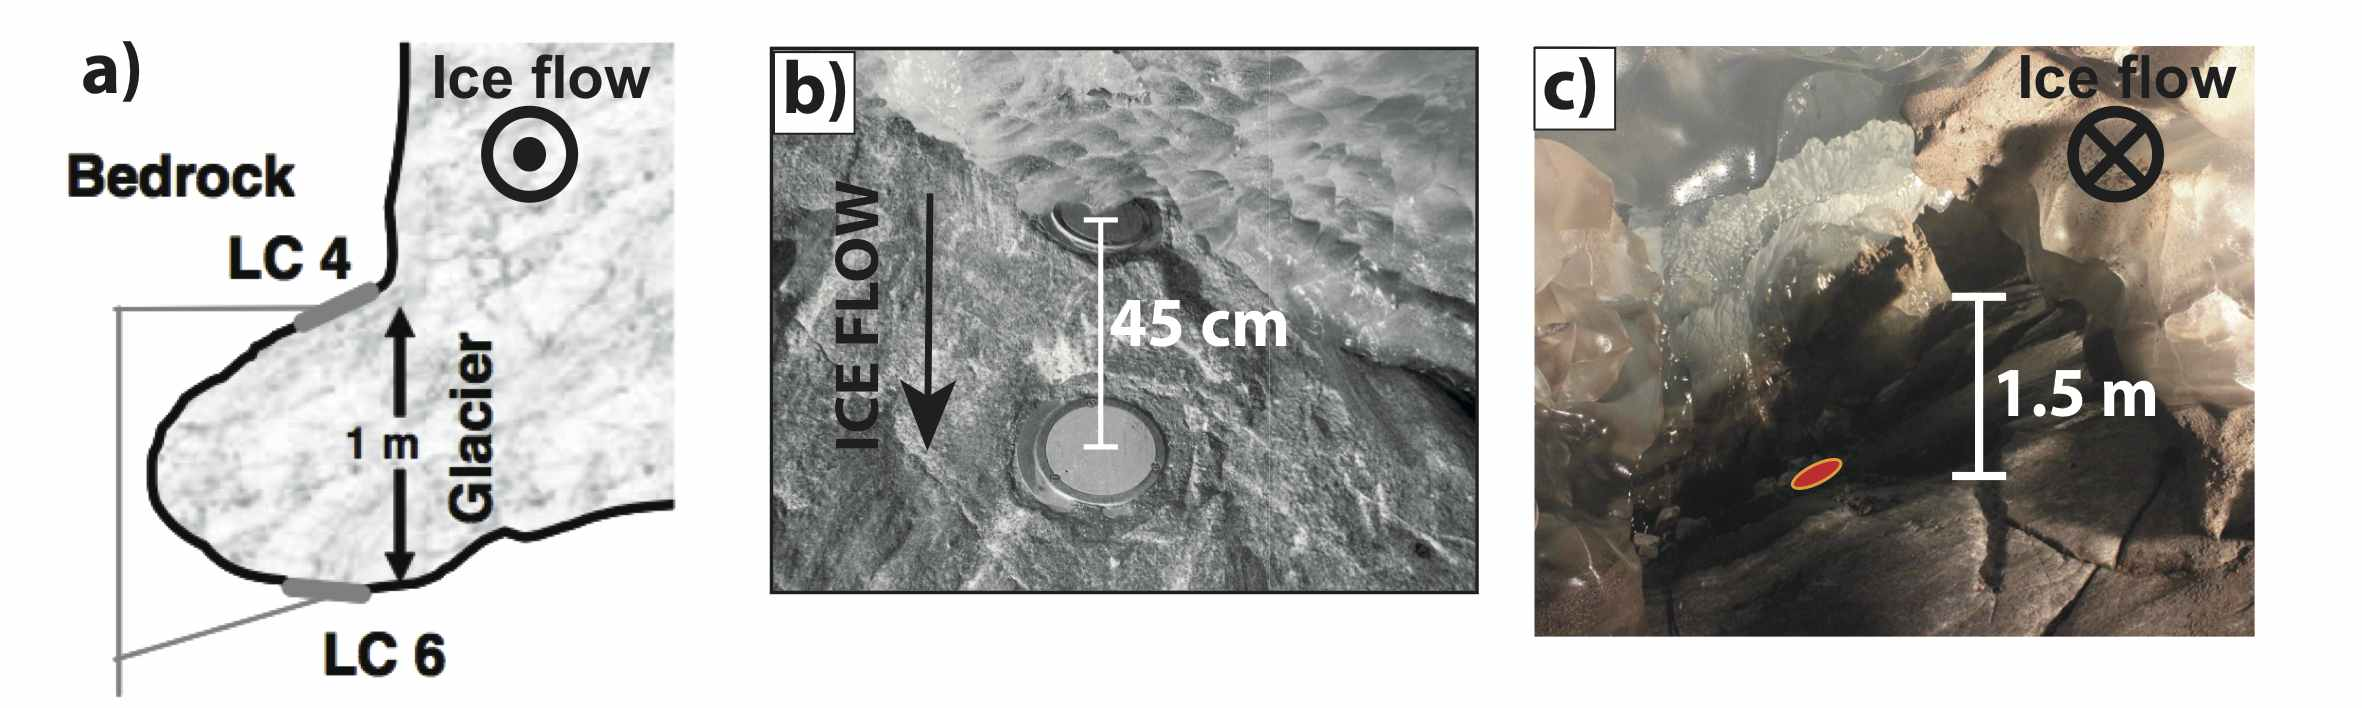 a)
Ice flow
Bedrock
LC 4
1 m
Glacier
LC 6
b)
ICE FLOW
45 cm
c)
Ice flow
1.5 m